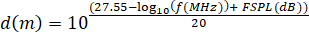 d(m) = 10^((27.55−log₁₀(f(MHz))+ FSPL(dB))/20)